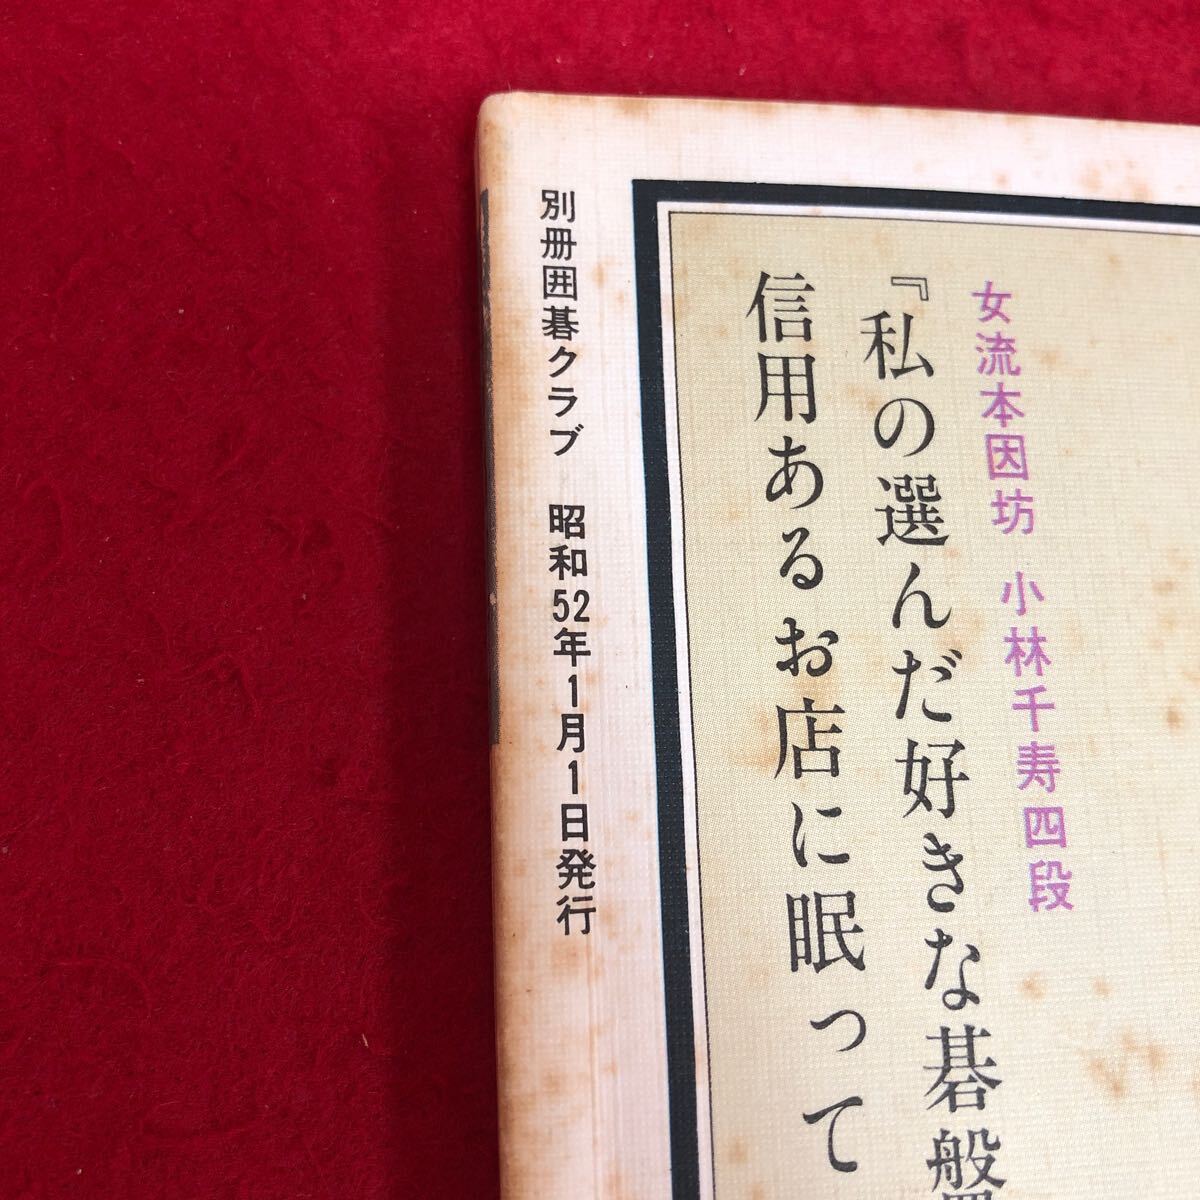 女流本因坊 小林千寿四段
『私の選んだ好きな碁盤
信用あるお店に眠って
別冊囲碁クラブ 昭和52年1月1日発行